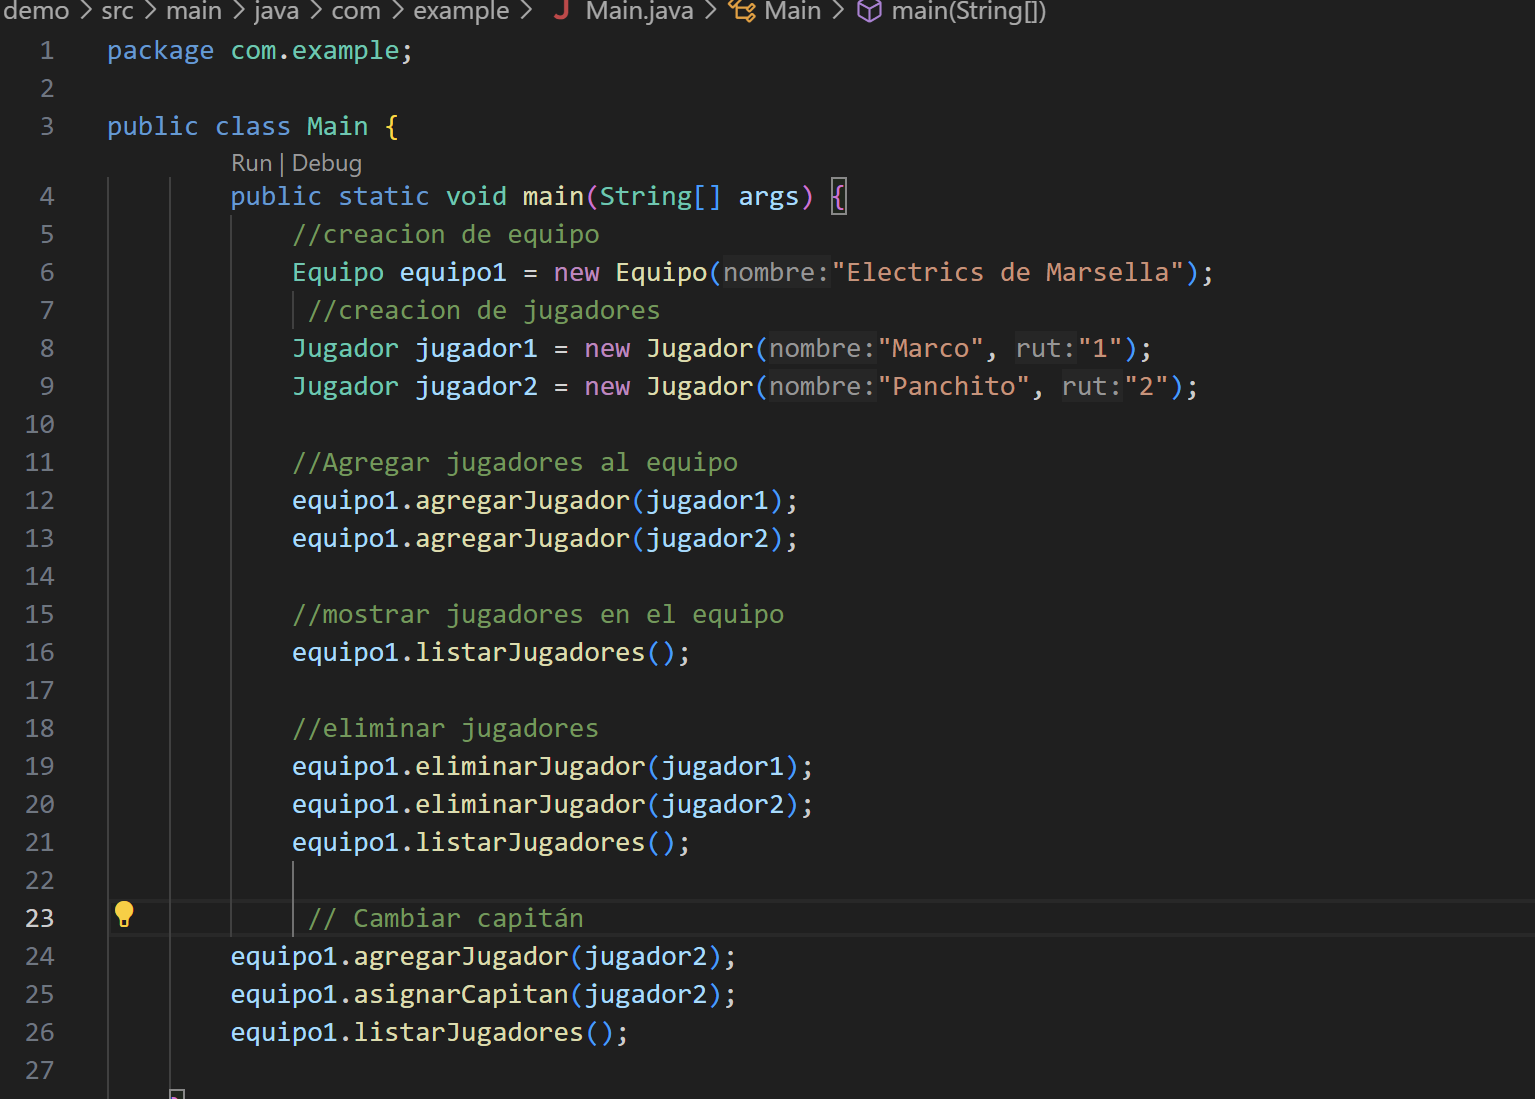 demo > src > main > java > com > example > J Main.java > Main > main(String[])
1 package com.example;
2
3 public class Main {
Run | Debug
4 public static void main(String[] args) {
5 //creacion de equipo
6 Equipo equipo1 = new Equipo(nombre:"Electrics de Marsella");
7 //creacion de jugadores
8 Jugador jugador1 = new Jugador(nombre:"Marco", rut:"1");
9 Jugador jugador2 = new Jugador(nombre:"Panchito", rut:"2");
10
11 //Agregar jugadores al equipo
12 equipo1.agregarJugador(jugador1);
13 equipo1.agregarJugador(jugador2);
14
15 //mostrar jugadores en el equipo
16 equipo1.listarJugadores();
17
18 //eliminar jugadores
19 equipo1.eliminarJugador(jugador1);
20 equipo1.eliminarJugador(jugador2);
21 equipo1.listarJugadores();
22
23 // Cambiar capitán
24 equipo1.agregarJugador(jugador2);
25 equipo1.asignarCapitan(jugador2);
26 equipo1.listarJugadores();
27